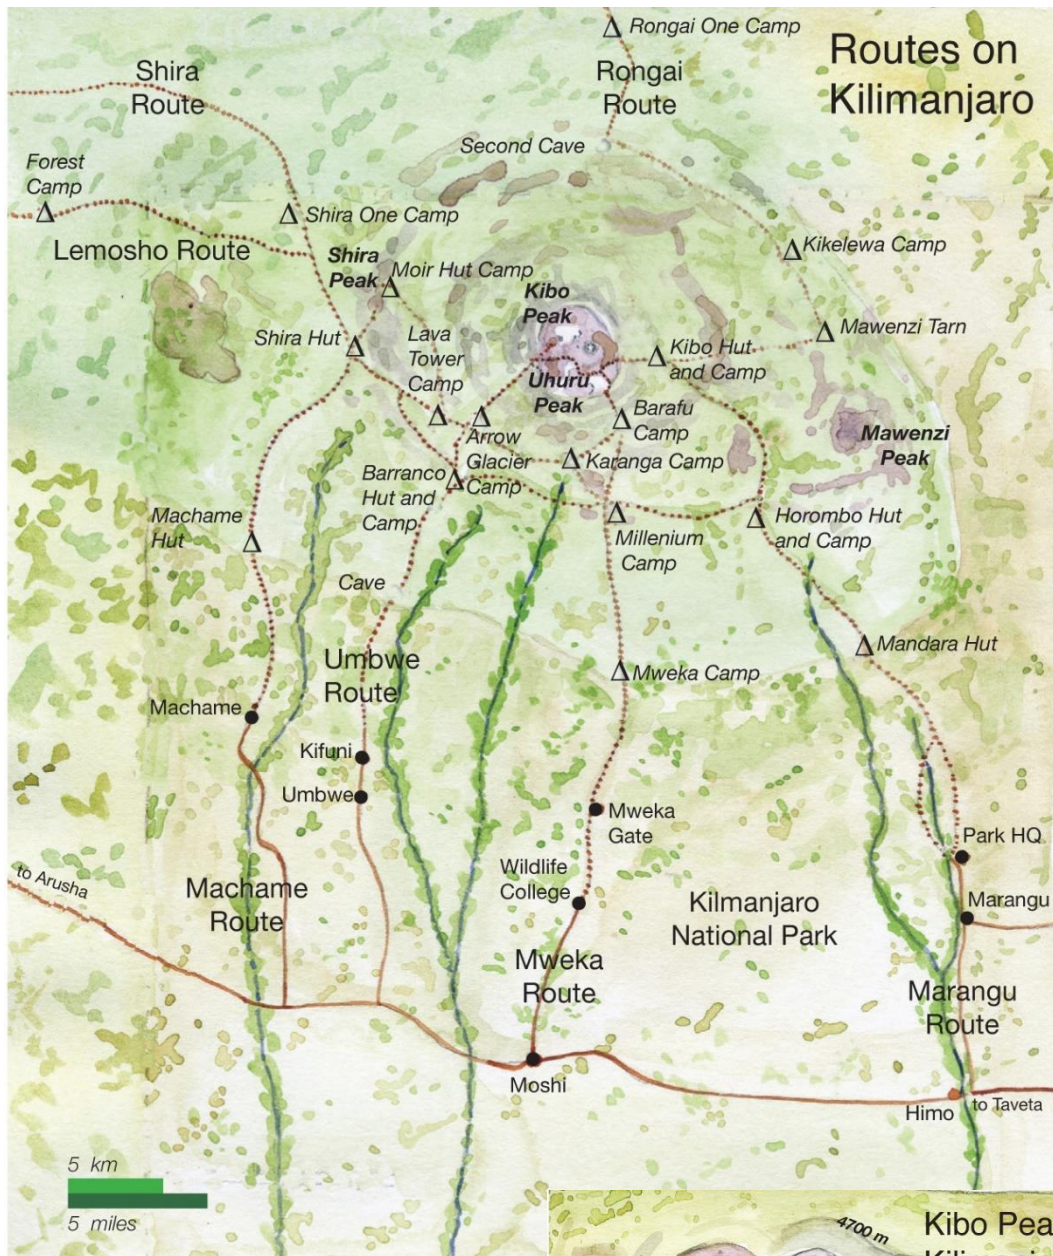 Rongai One Camp
Routes on
Kilimanjaro
Shira
Route
Rongai
Route
Second Cave
Forest
Camp
Shira One Camp
Lemosho Route
Kikelewa Camp
Shira
Peak
Moir Hut Camp
Kibo
Peak
Shira Hut
Lava
Tower
Camp
Mawenzi Tarn
Kibo Hut
and Camp
Uhuru
Peak
Barafu
Camp
Mawenzi
Peak
Arrow
Glacier
Camp
Karanga Camp
Barranco
Hut and
Camp
Machame
Hut
Millenium
Camp
Horombo Hut
and Camp
Cave
Umbwe
Route
Mandara Hut
Mweka Camp
Machame
Kifuni
Umbwe
Mweka
Gate
Park HQ
Wildlife
College
to Arusha
Machame
Route
Kilmanjaro
National Park
Marangu
Mweka
Route
Marangu
Route
Moshi
Himo
to Taveta
5 km
5 miles
4700 m
Kibo Pea